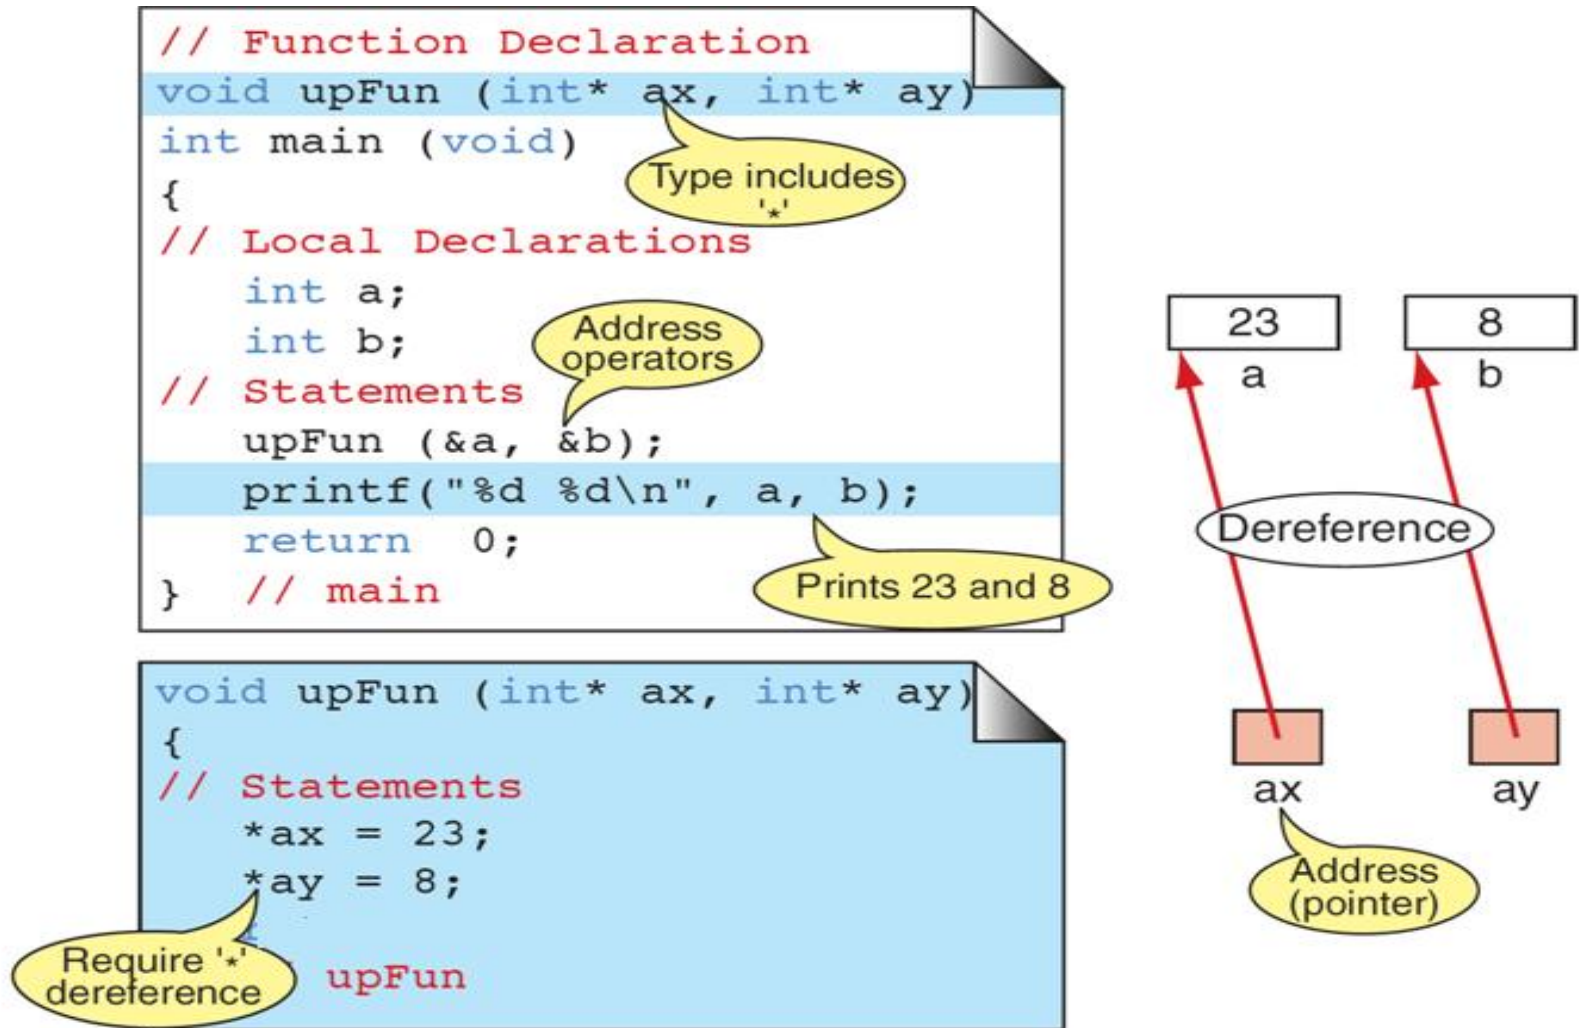 // Function Declaration
void upFun (int* ax, int* ay)
int main (void)
Type includes
'*'
{
// Local Declarations
int a;
int b;
Address
operators
// Statements
upFun (&a, &b);
printf("%d %d\n", a, b);
return 0;
Prints 23 and 8
} // main
void upFun (int* ax, int* ay)
{
// Statements
*ax = 23;
*ay = 8;
Require '*'
dereference
upFun
23
8
a
b
Dereference
ax
ay
Address
(pointer)